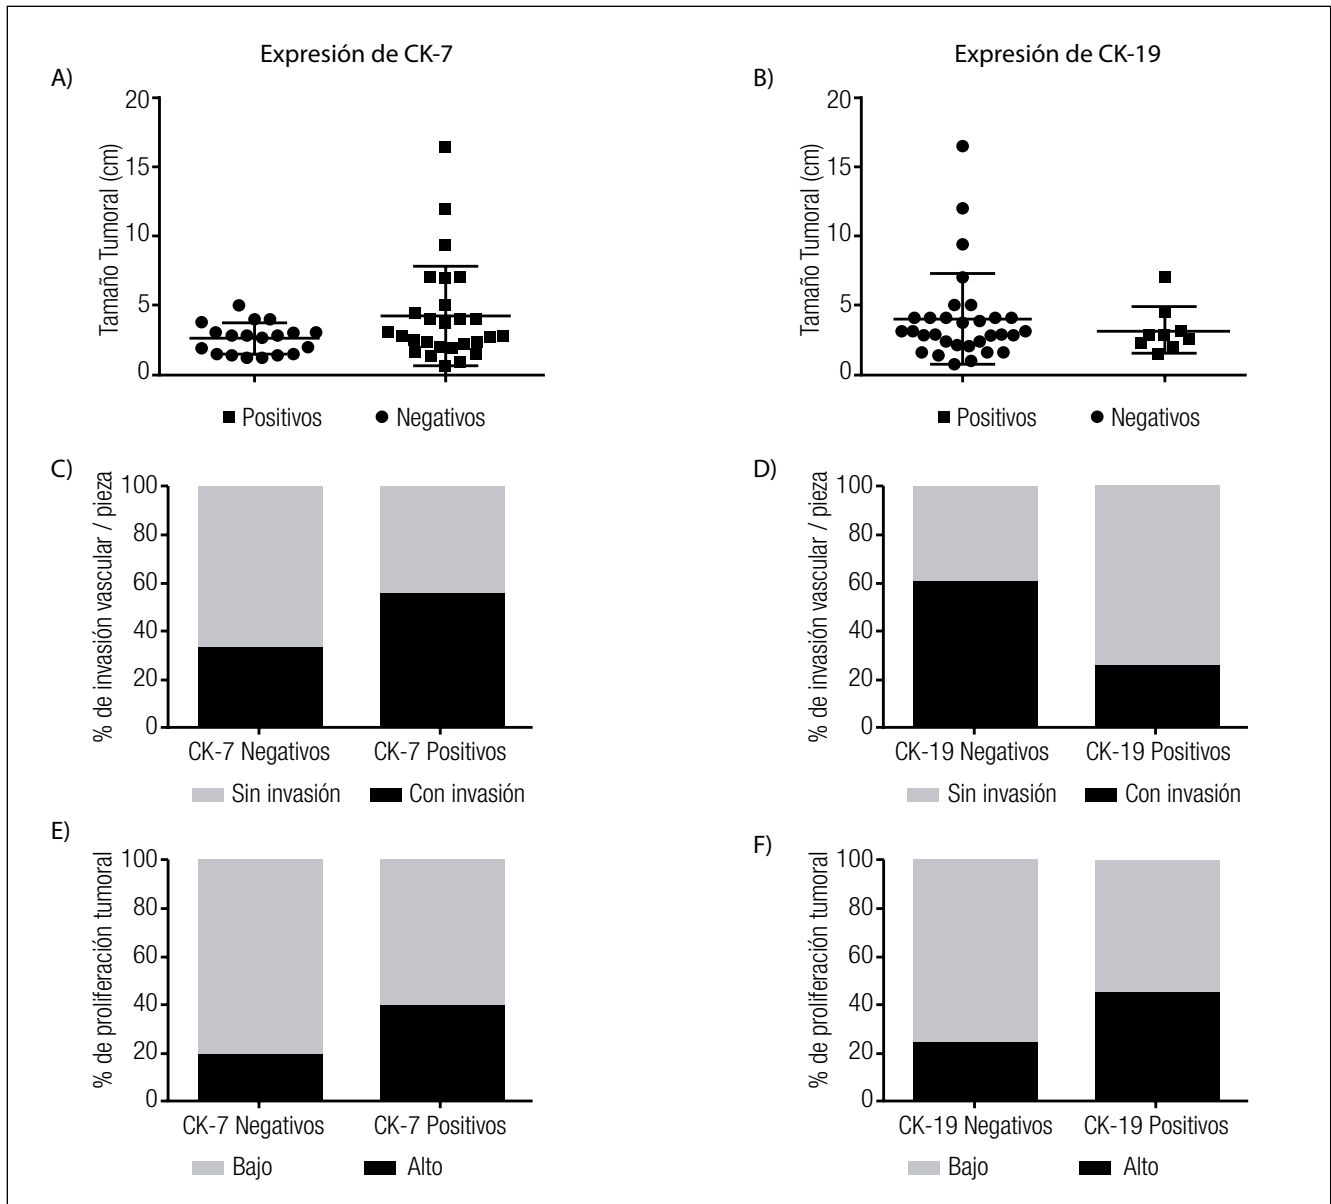 Expresión de CK-7
A)
20
15
10
5
0
Tamaño Tumoral (cm)
Positivos
Negativos
Expresión de CK-19
B)
20
15
10
5
0
Tamaño Tumoral (cm)
Positivos
Negativos
C)
100
80
60
40
20
0
% de invasión vascular / pieza
CK-7 Negativos
CK-7 Positivos
Sin invasión
Con invasión
D)
100
80
60
40
20
0
% de invasión vascular / pieza
CK-19 Negativos
CK-19 Positivos
Sin invasión
Con invasión
E)
100
80
60
40
20
0
% de proliferación tumoral
CK-7 Negativos
CK-7 Positivos
Bajo
Alto
F)
100
80
60
40
20
0
% de proliferación tumoral
CK-19 Negativos
CK-19 Positivos
Bajo
Alto